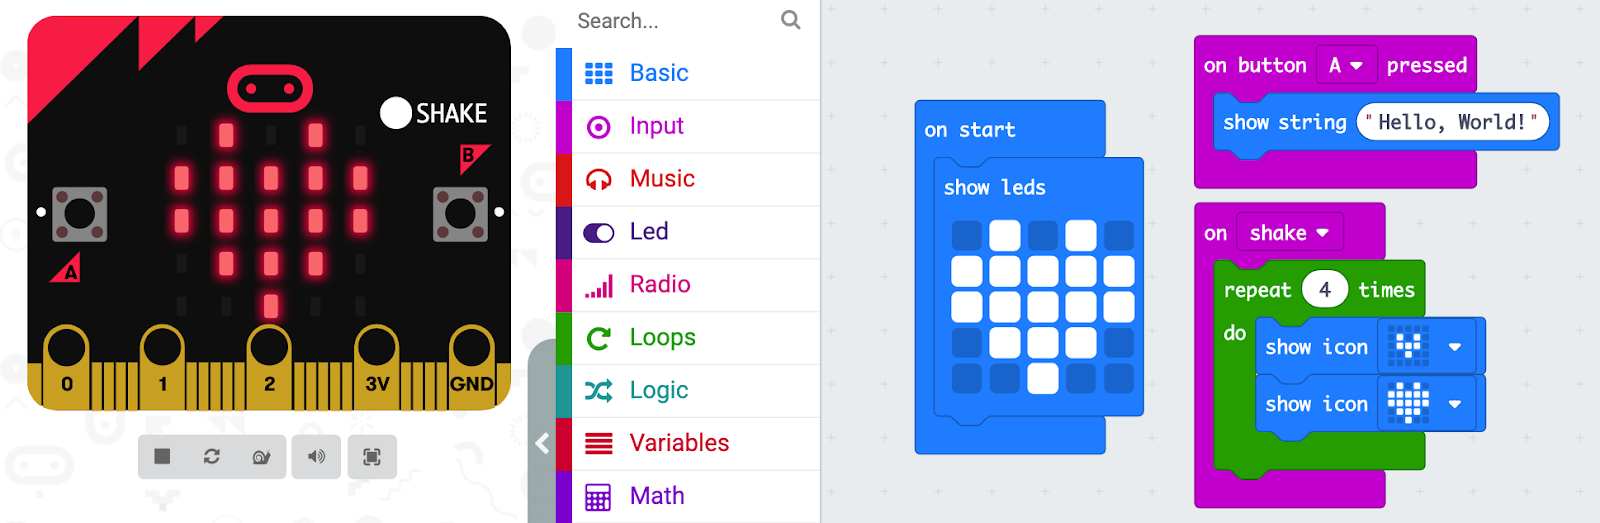 SHAKE
B
A
0 1 2 3V GND
Search...
Basic
Input
Music
Led
Radio
Loops
Logic
Variables
Math
on start
show leds
on button A pressed
show string "Hello, World!"
on shake
repeat 4 times
do show icon
show icon